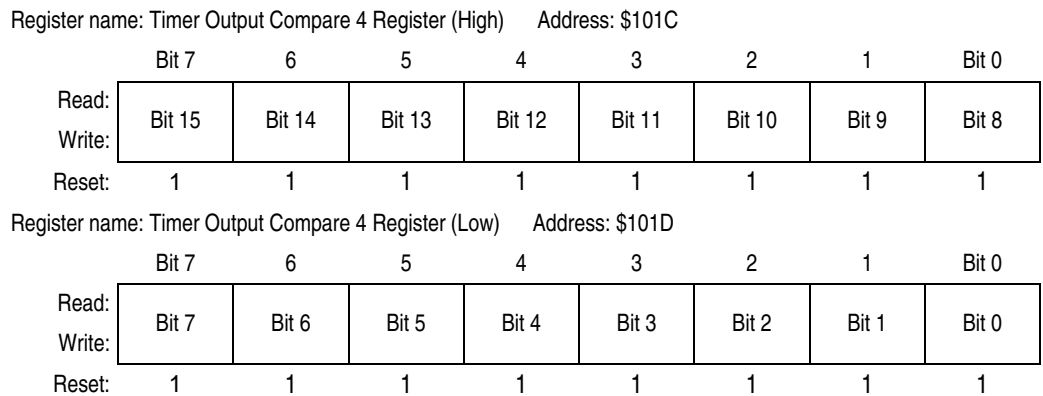 Register name: Timer Output Compare 4 Register (High) Address: $101C
Bit 7 6 5 4 3 2 1 Bit 0
Read:
Bit 15 Bit 14 Bit 13 Bit 12 Bit 11 Bit 10 Bit 9 Bit 8
Write:
Reset: 1 1 1 1 1 1 1 1
Register name: Timer Output Compare 4 Register (Low) Address: $101D
Bit 7 6 5 4 3 2 1 Bit 0
Read:
Bit 7 Bit 6 Bit 5 Bit 4 Bit 3 Bit 2 Bit 1 Bit 0
Write:
Reset: 1 1 1 1 1 1 1 1